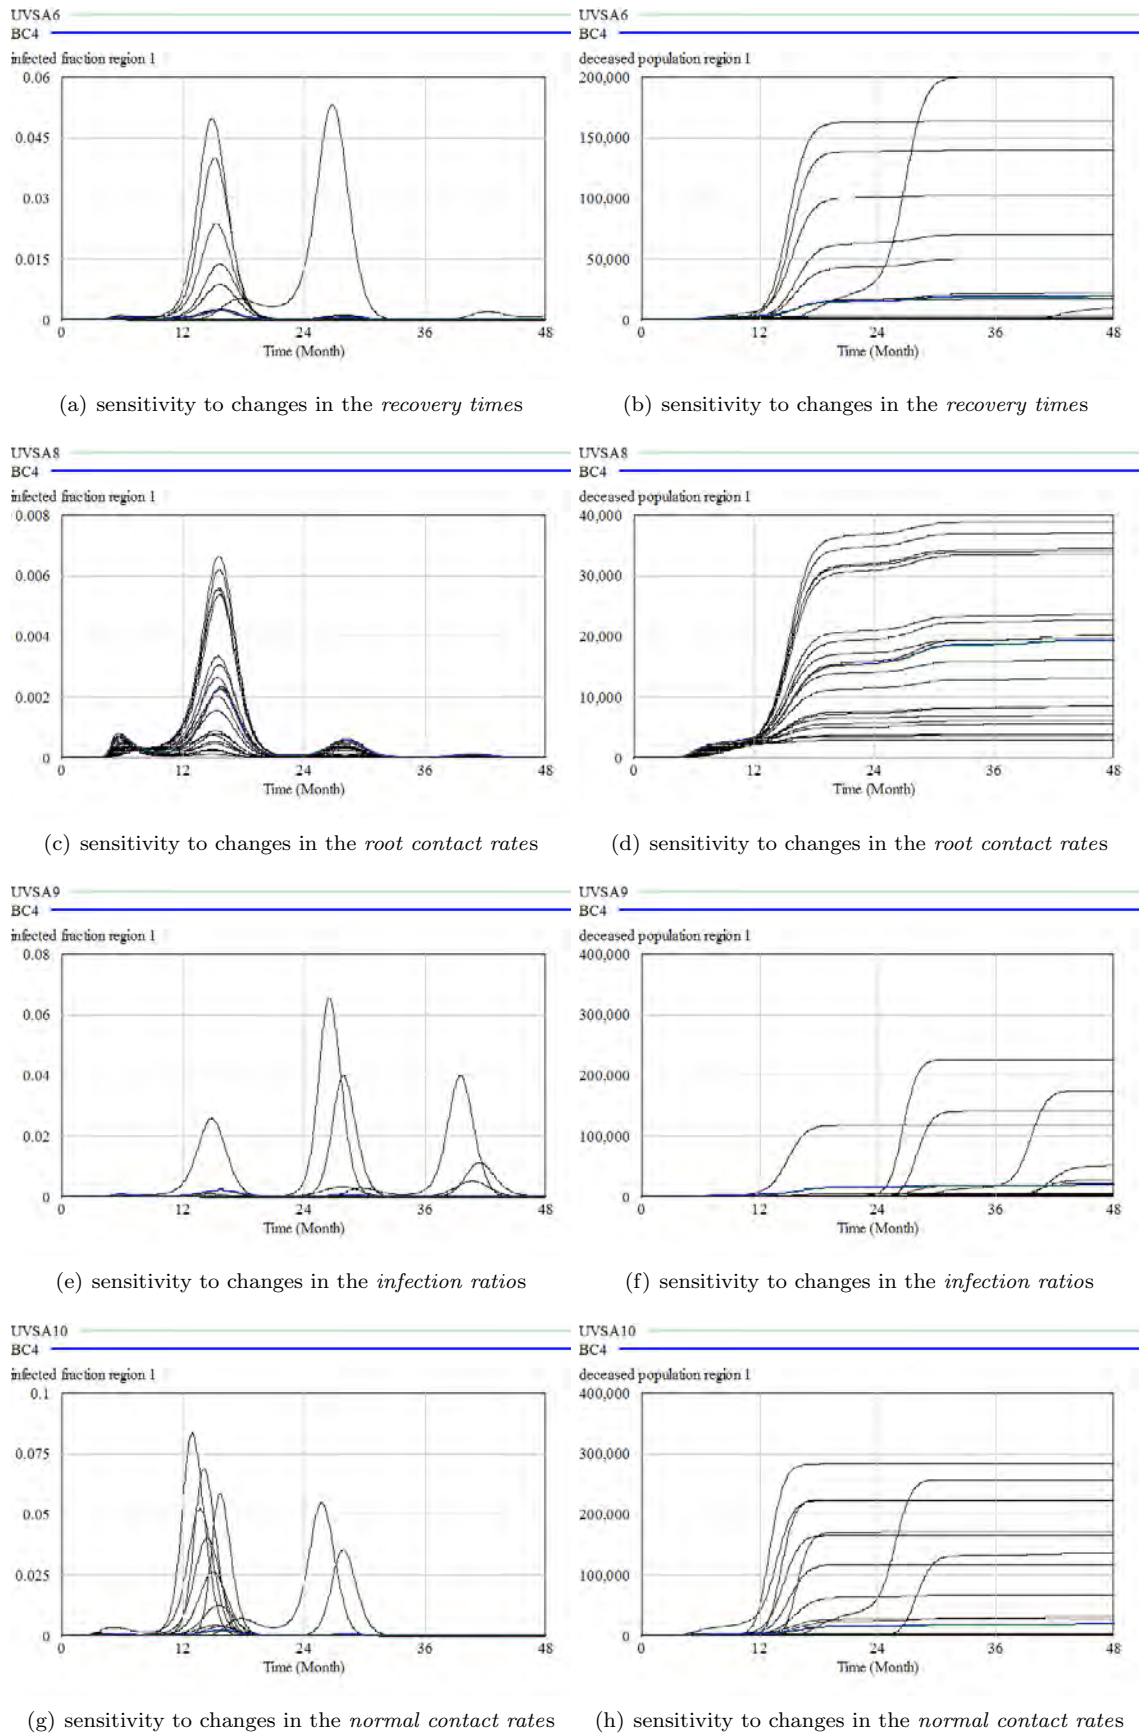 UVSA6
BC4
infected fraction region 1
0.06
0.045
0.03
0.015
0
0 12 24 36 48
Time (Month)
(a) sensitivity to changes in the recovery times
UVSA6
BC4
deceased population region 1
200,000
150,000
100,000
50,000
0
0 12 24 36 48
Time (Month)
(b) sensitivity to changes in the recovery times
UVSA8
BC4
infected fraction region 1
0.008
0.006
0.004
0.002
0
0 12 24 36 48
Time (Month)
(c) sensitivity to changes in the root contact rates
UVSA8
BC4
deceased population region 1
40,000
30,000
20,000
10,000
0
0 12 24 36 48
Time (Month)
(d) sensitivity to changes in the root contact rates
UVSA9
BC4
infected fraction region 1
0.08
0.06
0.04
0.02
0
0 12 24 36 48
Time (Month)
(e) sensitivity to changes in the infection ratios
UVSA9
BC4
deceased population region 1
400,000
300,000
200,000
100,000
0
0 12 24 36 48
Time (Month)
(f) sensitivity to changes in the infection ratios
UVSA10
BC4
infected fraction region 1
0.1
0.075
0.05
0.025
0
0 12 24 36 48
Time (Month)
(g) sensitivity to changes in the normal contact rates
UVSA10
BC4
deceased population region 1
400,000
300,000
200,000
100,000
0
0 12 24 36 48
Time (Month)
(h) sensitivity to changes in the normal contact rates